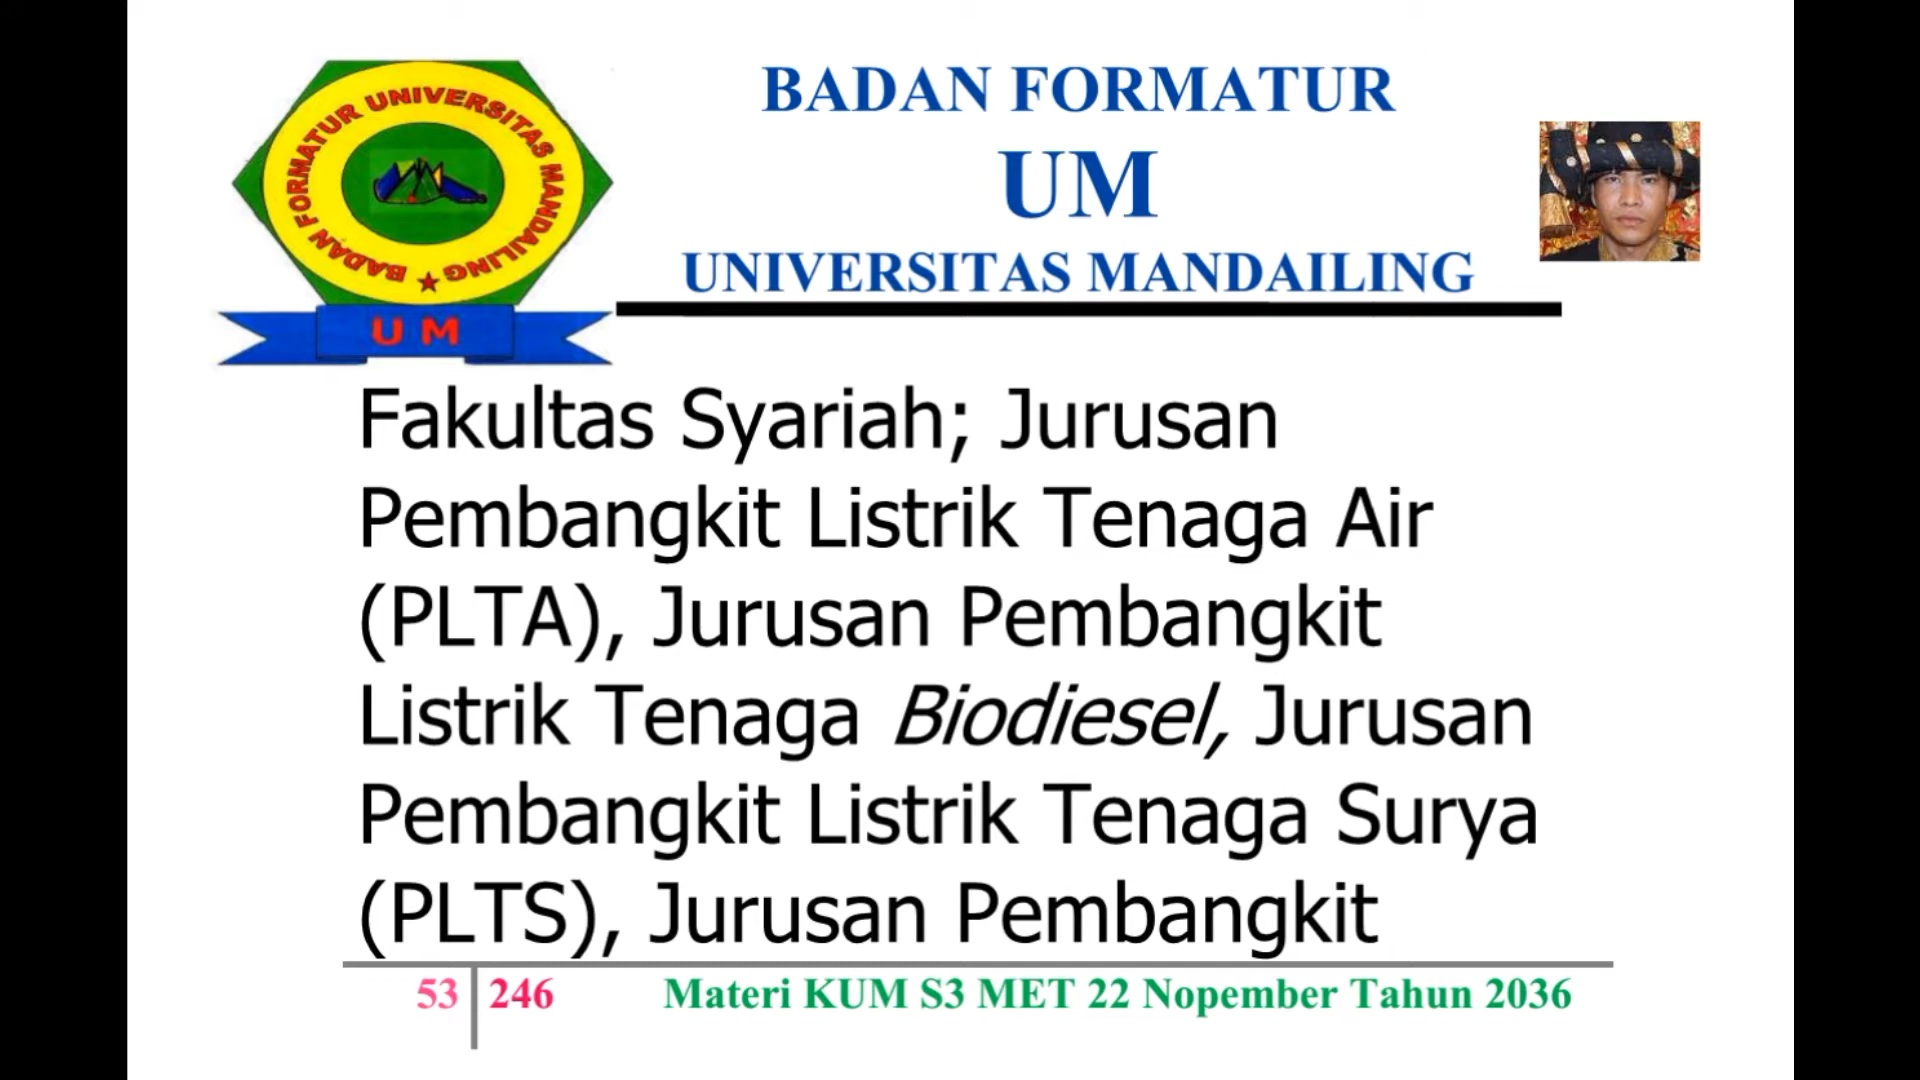 BADAN FORMATUR UNIVERSITAS MANDAILING
U M
BADAN FORMATUR
UM
UNIVERSITAS MANDAILING
Fakultas Syariah; Jurusan
Pembangkit Listrik Tenaga Air
(PLTA), Jurusan Pembangkit
Listrik Tenaga Biodiesel, Jurusan
Pembangkit Listrik Tenaga Surya
(PLTS), Jurusan Pembangkit
53 246 Materi KUM S3 MET 22 Nopember Tahun 2036